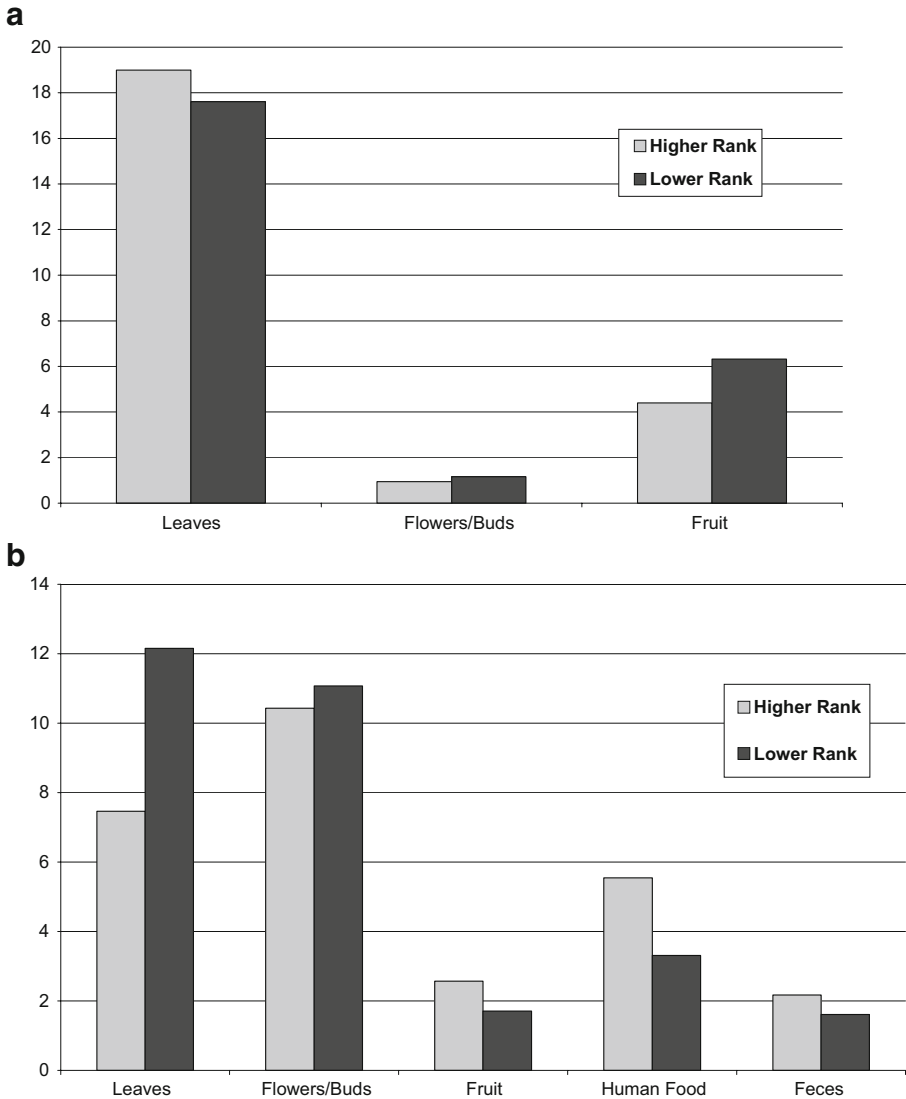 a
20
18
16
14
12
10
8
6
4
2
0
Higher Rank
Lower Rank
Leaves Flowers/Buds Fruit
b
14
12
10
8
6
4
2
0
Higher Rank
Lower Rank
Leaves Flowers/Buds Fruit Human Food Feces